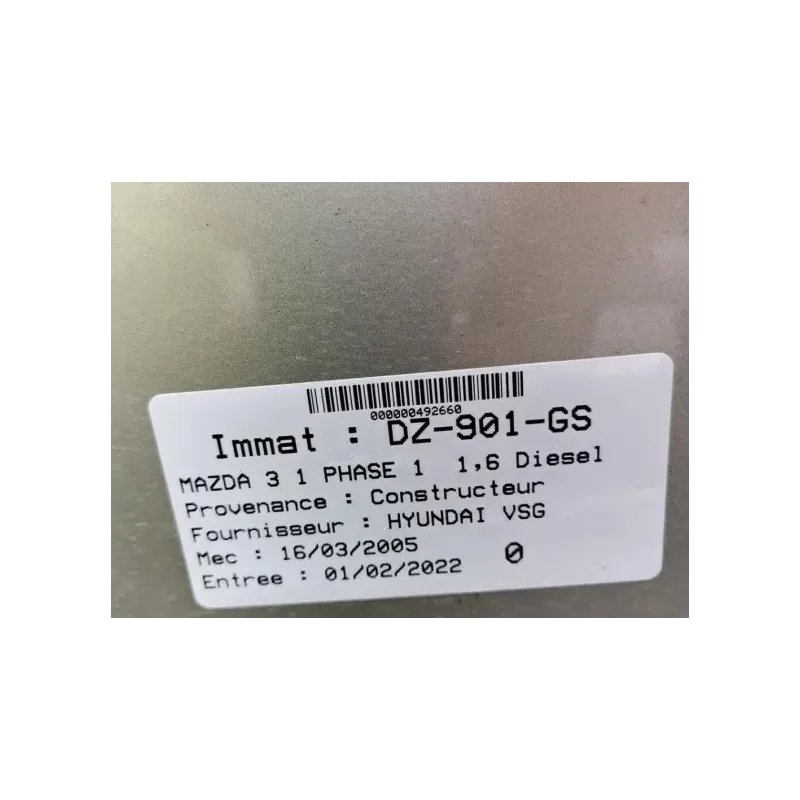 000000492660
Immat : DZ-901-GS
MAZDA 3 1 PHASE 1 1,6 Diesel
Provenance : Constructeur
Fournisseur : HYUNDAI VSG
Mec : 16/03/2005
Entree : 01/02/2022 0